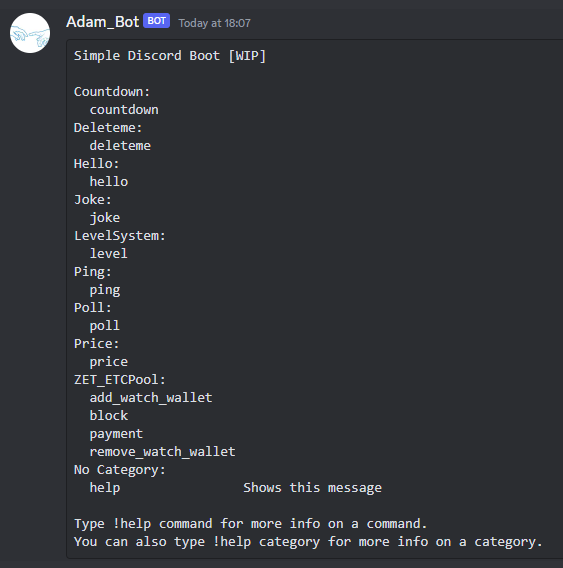 Adam_Bot BOT Today at 18:07
Simple Discord Boot [WIP]
Countdown:
countdown
Deleteme:
deleteme
Hello:
hello
Joke:
joke
LevelSystem:
level
Ping:
ping
Poll:
poll
Price:
price
ZET_ETCPool:
add_watch_wallet
block
payment
remove_watch_wallet
No Category:
help Shows this message
Type !help command for more info on a command.
You can also type !help category for more info on a category.